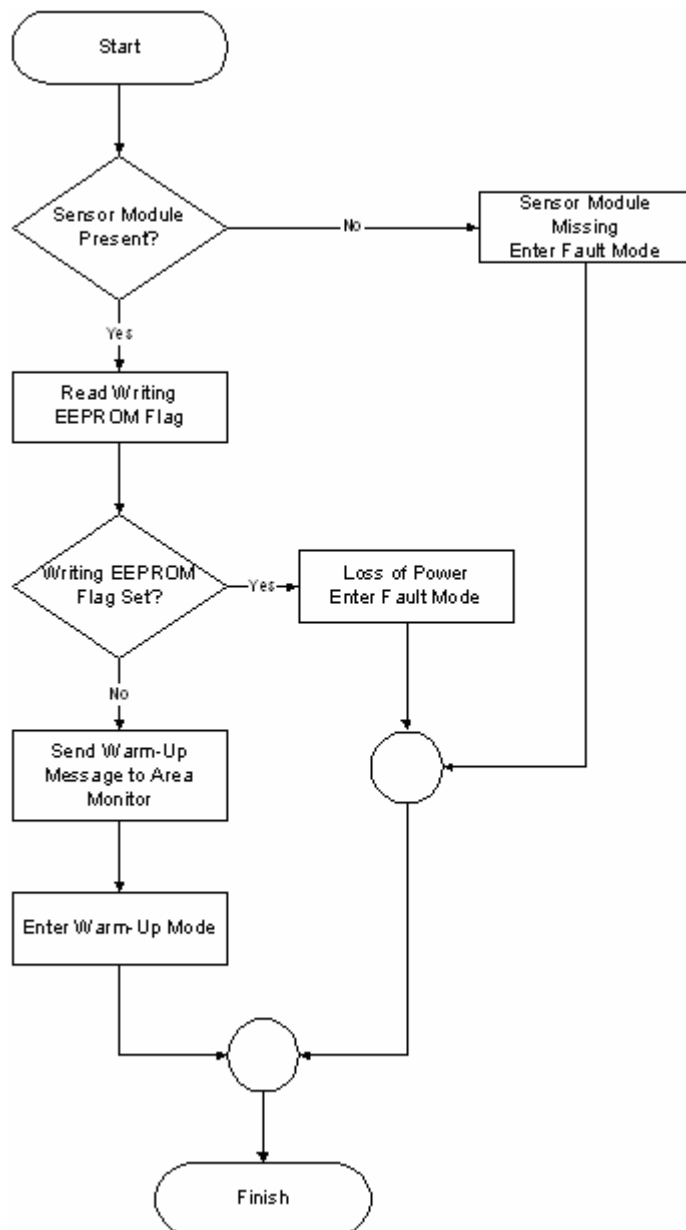 Start
Sensor Module
Present?
No
Sensor Module
Missing
Enter Fault Mode
Yes
Read Writing
EEPROM Flag
Writing EEPROM
Flag Set?
Yes
Loss of Power
Enter Fault Mode
No
Send Warm-Up
Message to Area
Monitor
Enter Warm-Up Mode
Finish